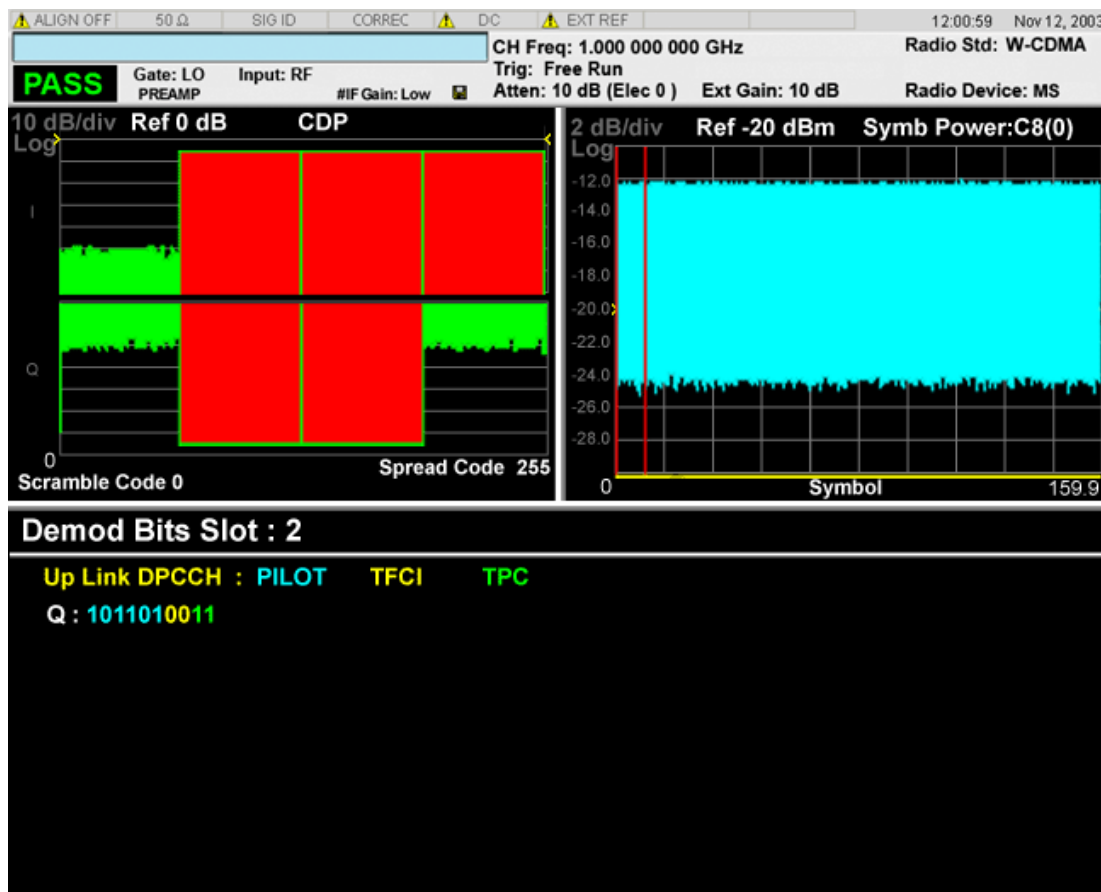 ALIGN OFF 50 Ω SIG ID CORREC DC EXT REF 12:00:59 Nov 12, 2003
CH Freq: 1.000 000 000 GHz Radio Std: W-CDMA
PASS Gate: LO Input: RF Trig: Free Run
PREAMP #IF Gain: Low Atten: 10 dB (Elec 0 ) Ext Gain: 10 dB Radio Device: MS
10 dB/div Ref 0 dB CDP
Log
I
Q
0
Spread Code 255
Scramble Code 0
2 dB/div Ref -20 dBm Symb Power:C8(0)
Log
-12.0
-14.0
-16.0
-18.0
-20.0
-22.0
-24.0
-26.0
-28.0
0 Symbol 159.9
Demod Bits Slot : 2
Up Link DPCCH : PILOT TFCI TPC
Q : 1011010011